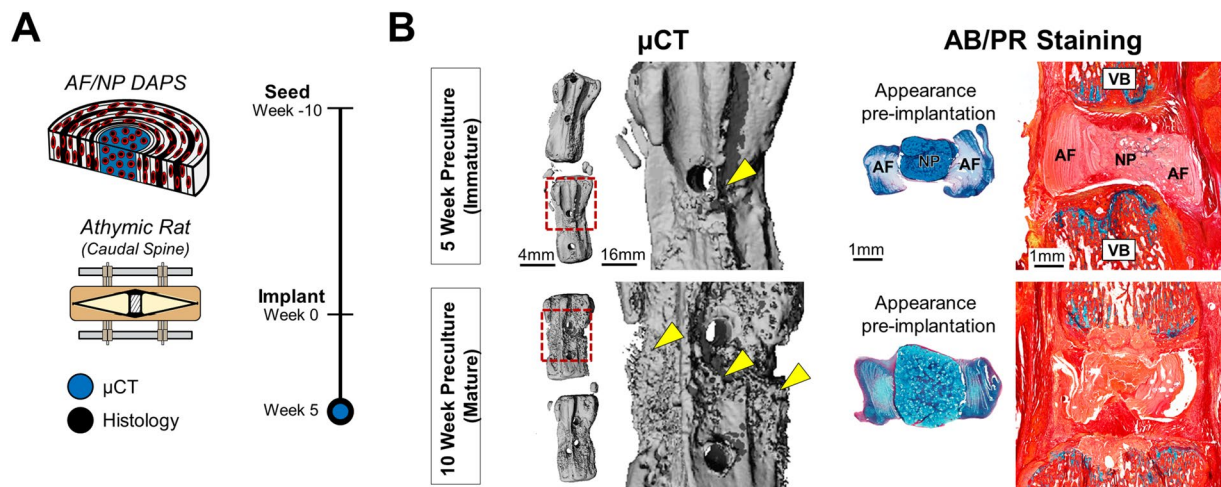 A
AF/NP DAPS
Athymic Rat
(Caudal Spine)
µCT
Histology
Seed
Week -10
Implant
Week 0
Week 5
B
µCT
AB/PR Staining
5 Week Preculture
(Immature)
4mm
16mm
Appearance
pre-implantation
AF
NP
AF
1mm
VB
AF
NP
AF
VB
1mm
10 Week Preculture
(Mature)
Appearance
pre-implantation